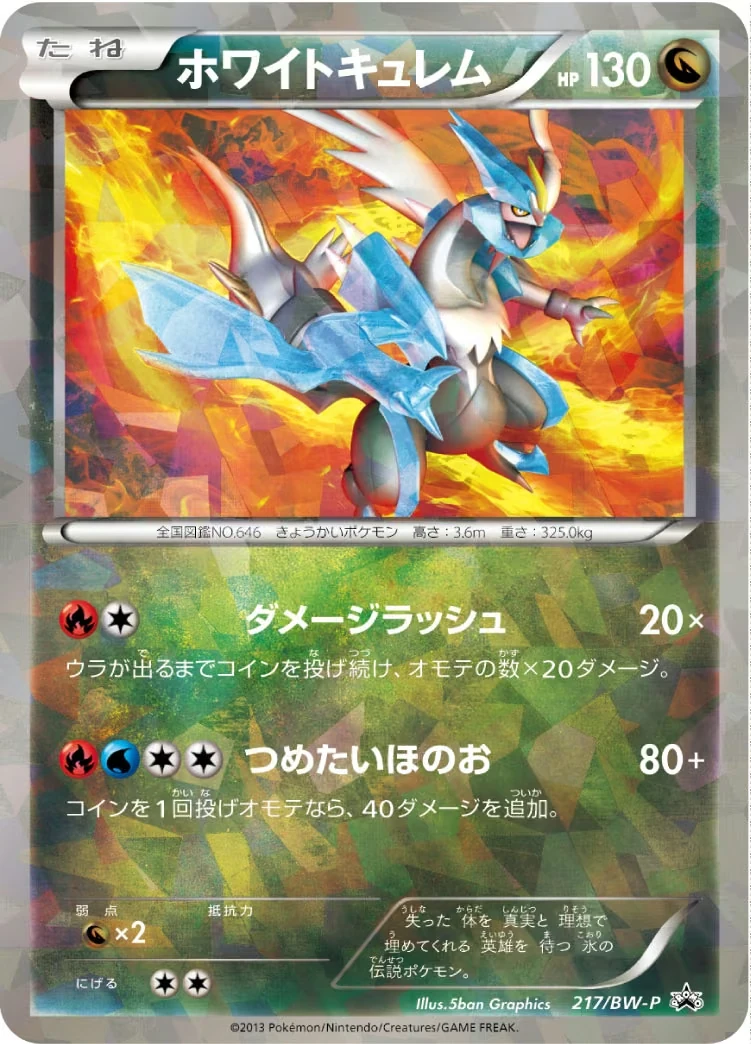 たね
ホワイトキュレム HP 130
全国図鑑NO.646 きょうかいポケモン 高さ：3.6m 重さ：325.0kg
ダメージラッシュ 20×
ウラが出るまでコインを投げ続け、オモテの数×20ダメージ。
つめたいほのお 80+
コインを1回投げオモテなら、40ダメージを追加。
弱点 抵抗力
×2
にげる
失った 体を 真実と 理想で
埋めてくれる 英雄を 待つ 氷の
伝説ポケモン。
Illus.5ban Graphics 217/BW-P PROMO
©2013 Pokémon/Nintendo/Creatures/GAME FREAK.